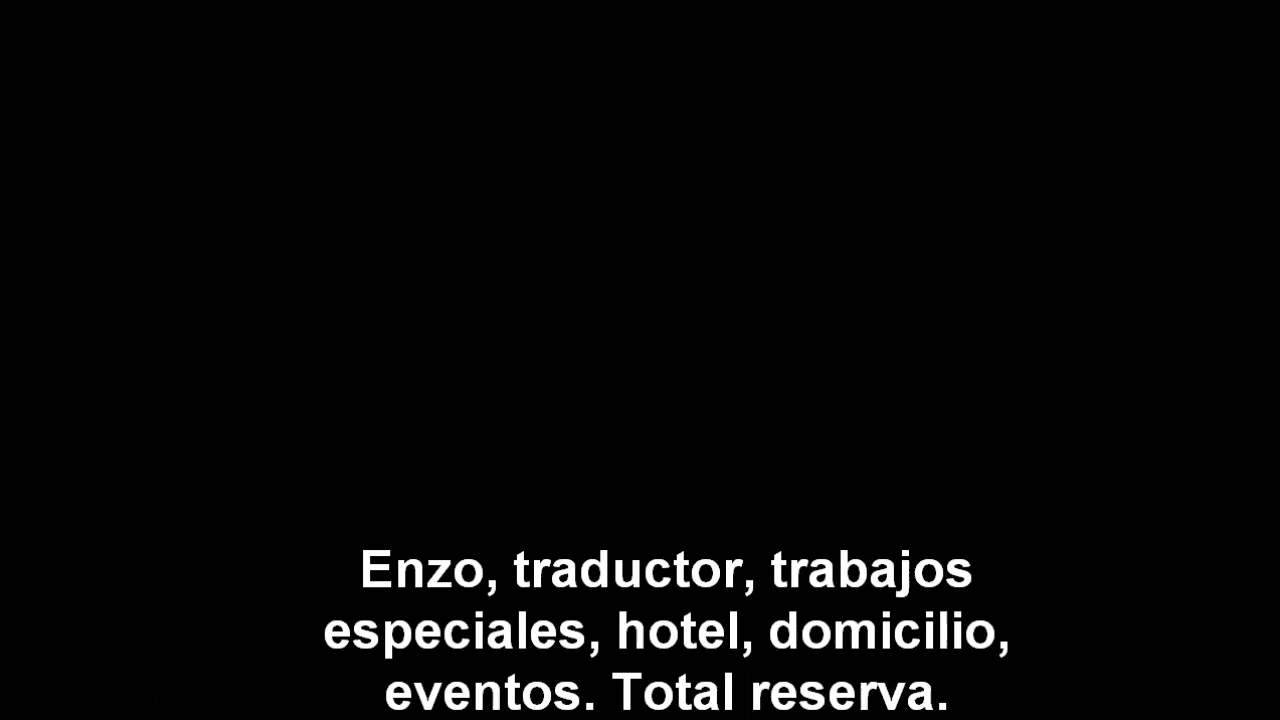 Enzo, traductor, trabajos
especiales, hotel, domicilio,
eventos. Total reserva.